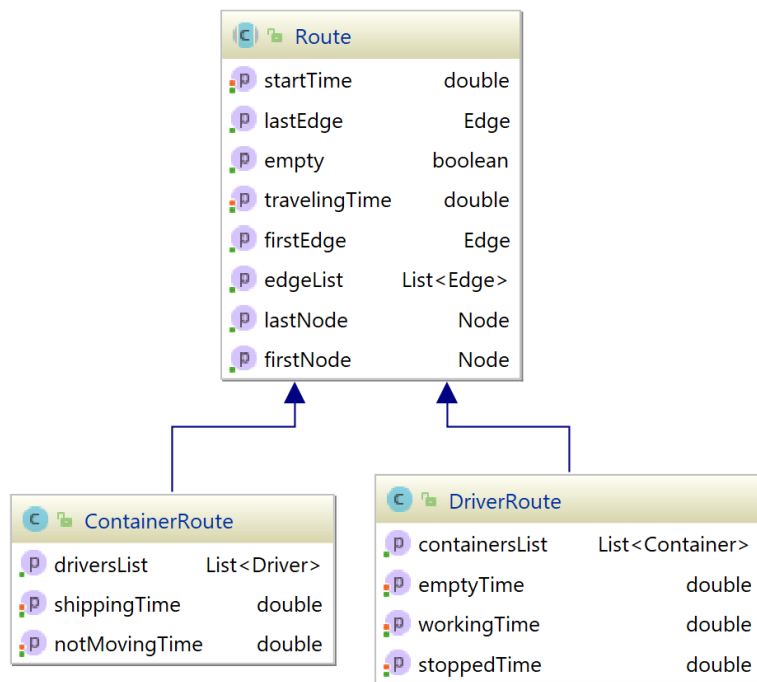 Route
startTime double
lastEdge Edge
empty boolean
travelingTime double
firstEdge Edge
edgeList List<Edge>
lastNode Node
firstNode Node
ContainerRoute
driversList List<Driver>
shippingTime double
notMovingTime double
DriverRoute
containersList List<Container>
emptyTime double
workingTime double
stoppedTime double